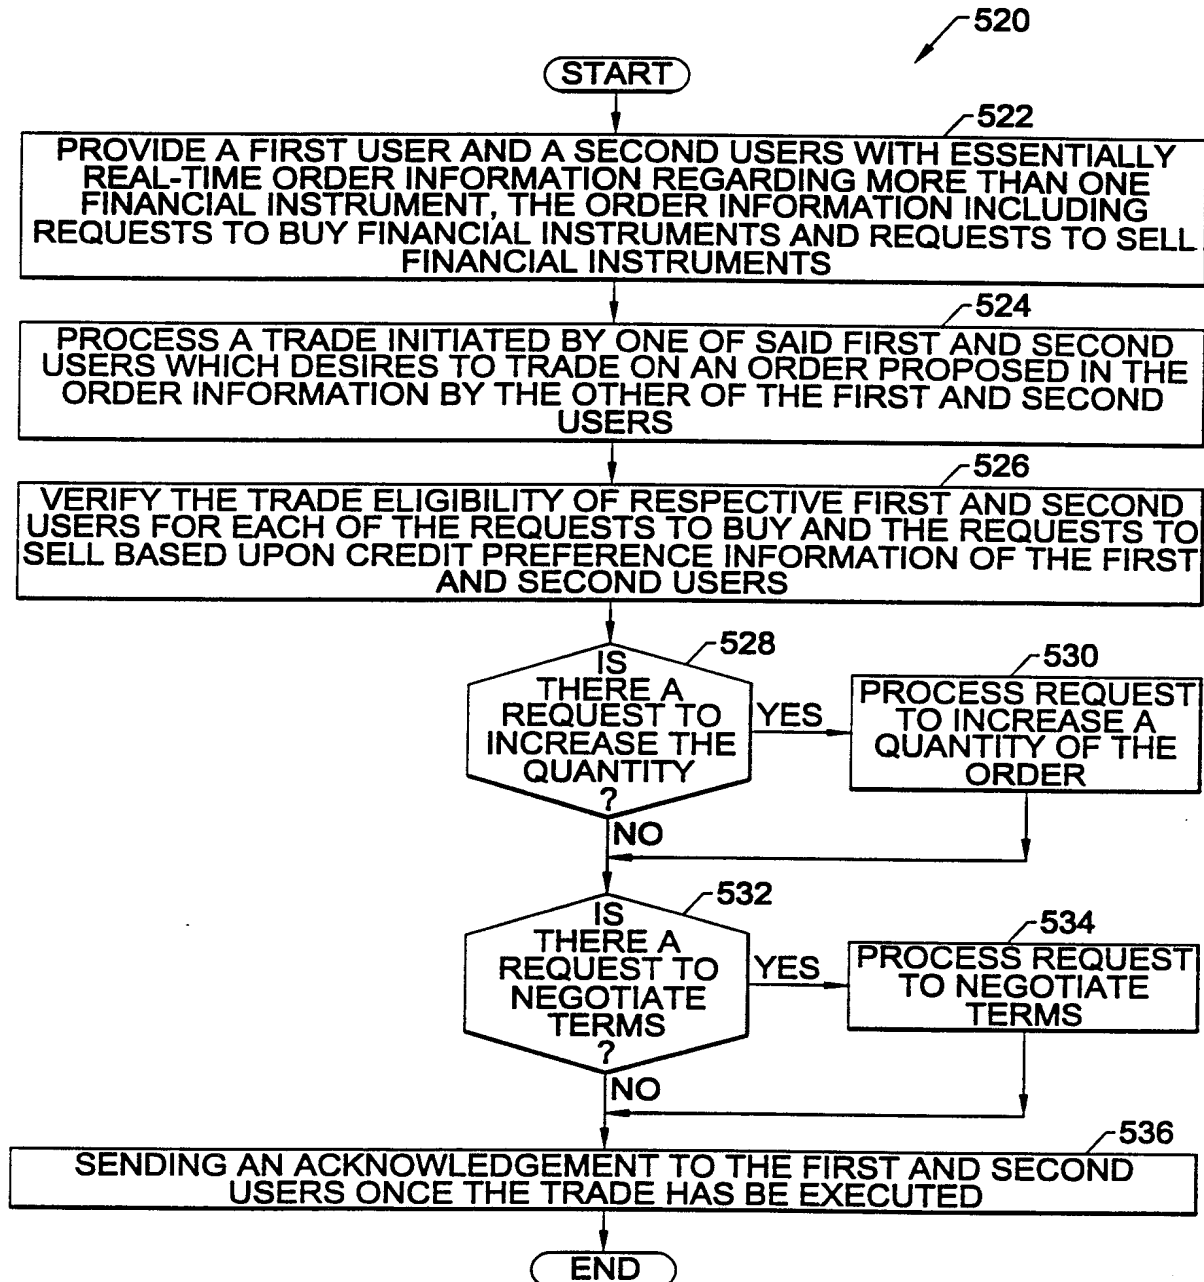 520
START
522
PROVIDE A FIRST USER AND A SECOND USERS WITH ESSENTIALLY
REAL-TIME ORDER INFORMATION REGARDING MORE THAN ONE
FINANCIAL INSTRUMENT, THE ORDER INFORMATION INCLUDING
REQUESTS TO BUY FINANCIAL INSTRUMENTS AND REQUESTS TO SELL
FINANCIAL INSTRUMENTS
524
PROCESS A TRADE INITIATED BY ONE OF SAID FIRST AND SECOND
USERS WHICH DESIRES TO TRADE ON AN ORDER PROPOSED IN THE
ORDER INFORMATION BY THE OTHER OF THE FIRST AND SECOND
USERS
526
VERIFY THE TRADE ELIGIBILITY OF RESPECTIVE FIRST AND SECOND
USERS FOR EACH OF THE REQUESTS TO BUY AND THE REQUESTS TO
SELL BASED UPON CREDIT PREFERENCE INFORMATION OF THE FIRST
AND SECOND USERS
528
IS
THERE A
REQUEST TO
INCREASE THE
QUANTITY
?
YES
530
PROCESS REQUEST
TO INCREASE A
QUANTITY OF THE
ORDER
NO
532
IS
THERE A
REQUEST TO
NEGOTIATE
TERMS
?
YES
534
PROCESS REQUEST
TO NEGOTIATE
TERMS
NO
536
SENDING AN ACKNOWLEDGEMENT TO THE FIRST AND SECOND
USERS ONCE THE TRADE HAS BE EXECUTED
END